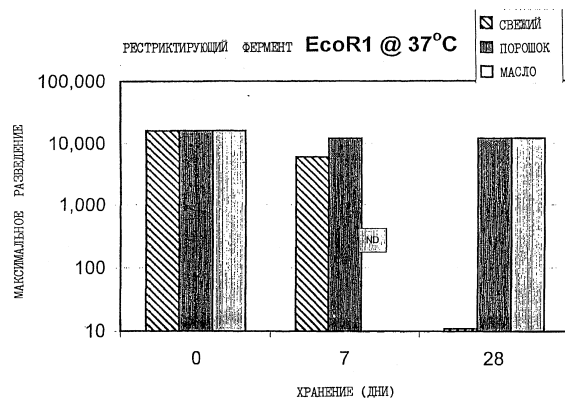 СВЕЖИЙ
ПОРОШОК
МАСЛО
РЕСТРИКТИРУЮЩИЙ ФЕРМЕНТ EcoR1 @ 37°C
МАКСИМАЛЬНОЕ РАЗВЕДЕНИЕ
100,000
10,000
1,000
100
10
ND
0 7 28
ХРАНЕНИЕ (ДНИ)